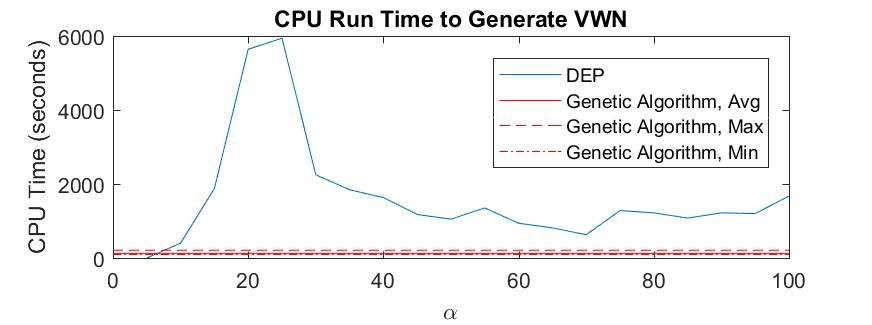 CPU Run Time to Generate VWN
CPU Time (seconds)
6000
4000
2000
0
DEP
Genetic Algorithm, Avg
Genetic Algorithm, Max
Genetic Algorithm, Min
0 20 40 60 80 100
α